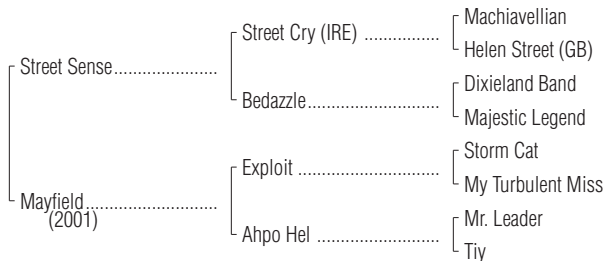 Machiavellian
Street Cry (IRE) ................
Helen Street (GB)
Street Sense......................
Dixieland Band
Bedazzle............................
Majestic Legend
Storm Cat
Exploit ..............................
My Turbulent Miss
Mayfield............................
(2001)
Mr. Leader
Ahpo Hel ..........................
Tiy